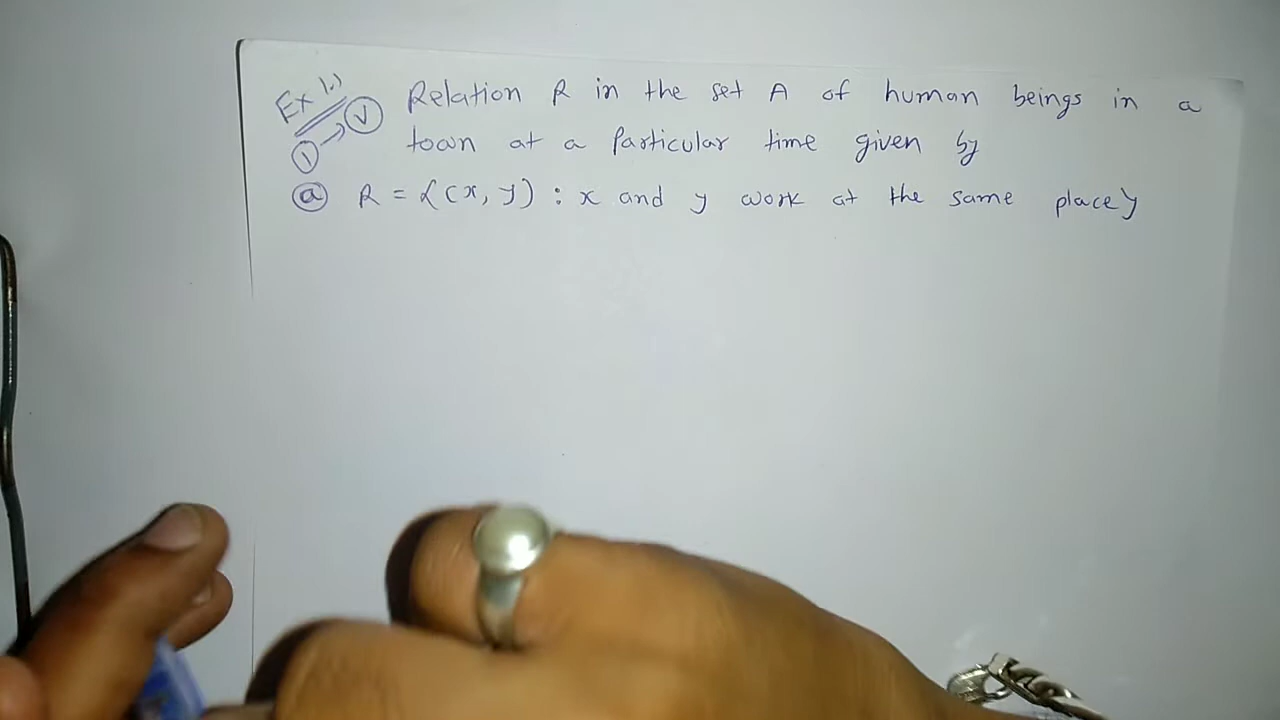 Ex 1.1 Relation R in the set A of human beings in a
① → ⓥ town at a Particular time given by
ⓐ R = {(x, y) : x and y work at the same place}